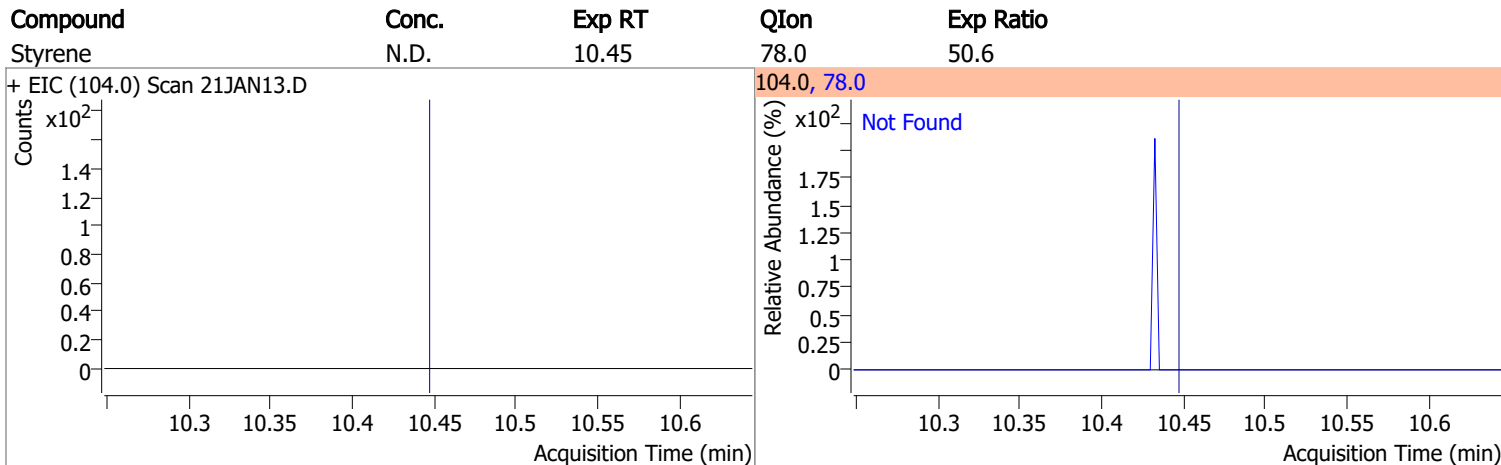 Compound Conc. Exp RT QIon Exp Ratio
Styrene N.D. 10.45 78.0 50.6
+ EIC (104.0) Scan 21JAN13.D
Counts
x10²
1.4
1.2
1
0.8
0.6
0.4
0.2
0
10.3 10.35 10.4 10.45 10.5 10.55 10.6
Acquisition Time (min)
104.0, 78.0
Relative Abundance (%)
x10²
Not Found
1.75
1.5
1.25
1
0.75
0.5
0.25
0
10.3 10.35 10.4 10.45 10.5 10.55 10.6
Acquisition Time (min)